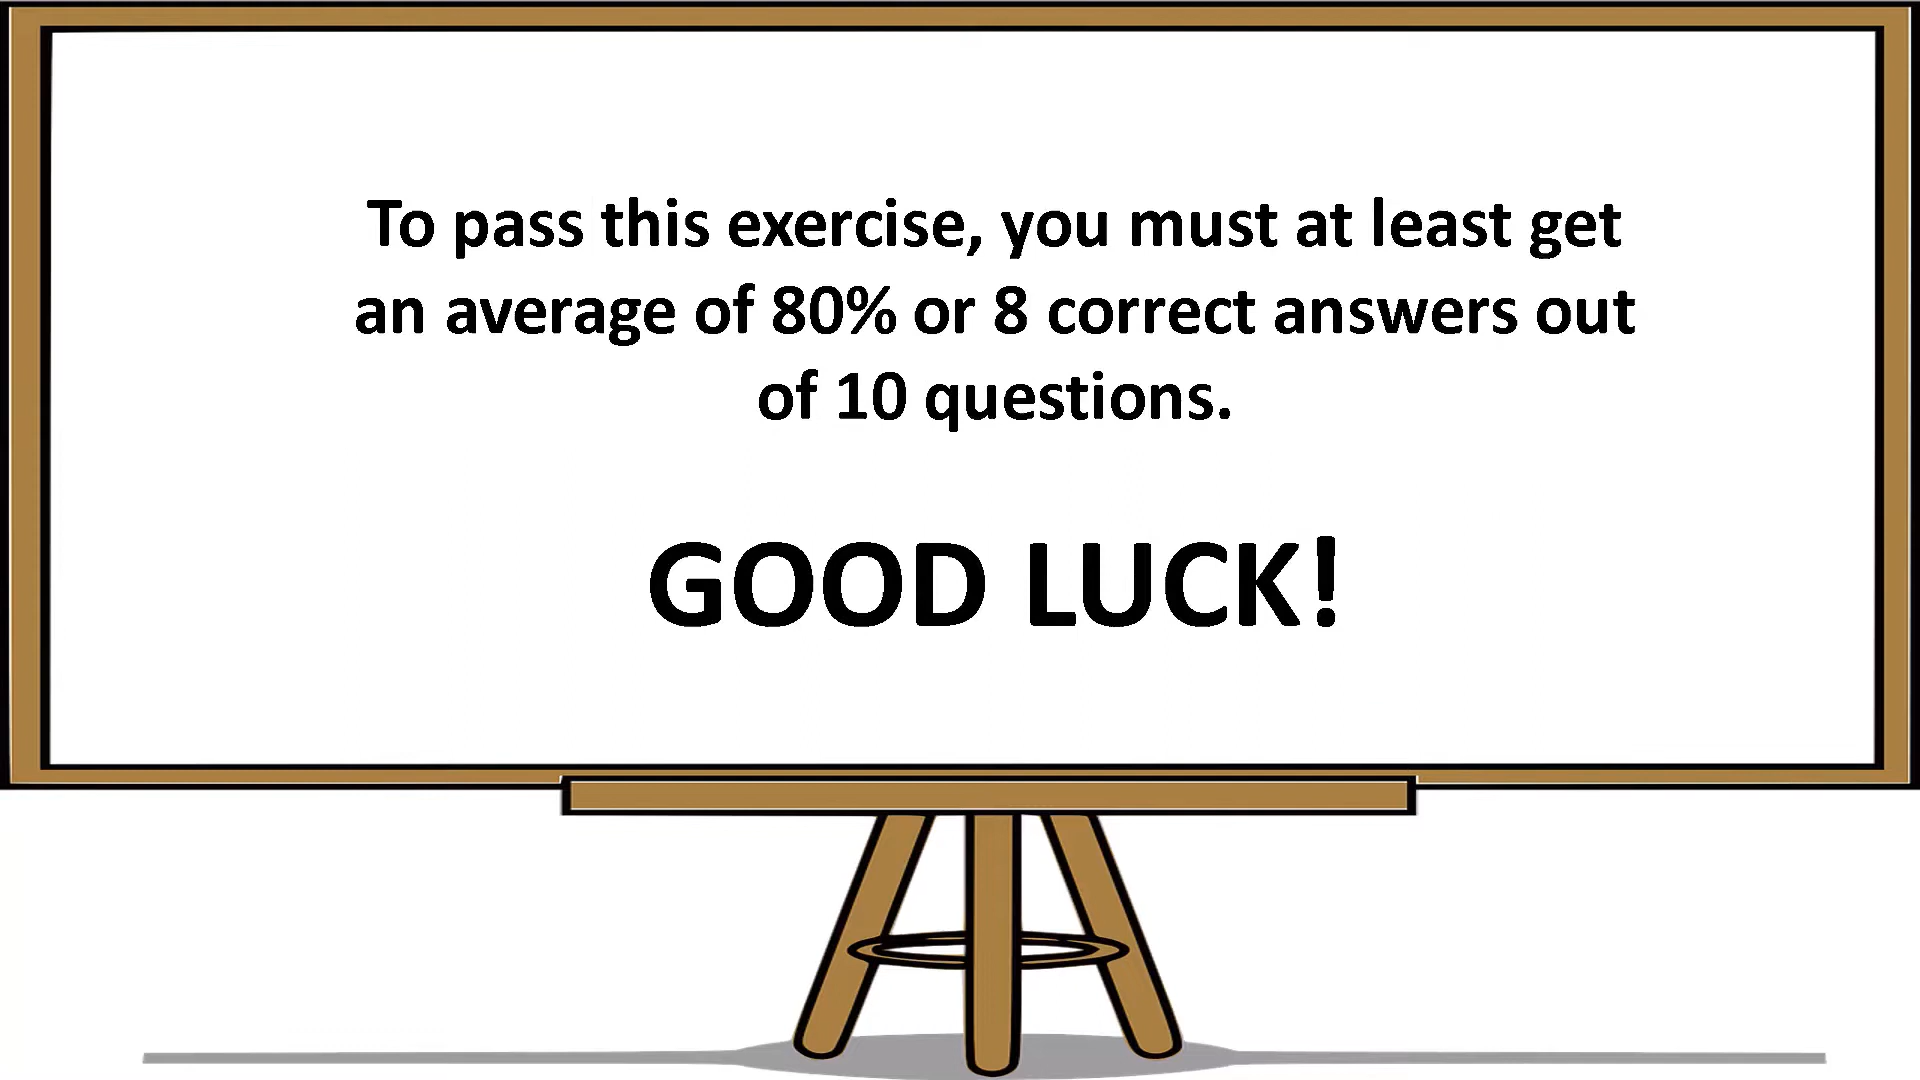 To pass this exercise, you must at least get
an average of 80% or 8 correct answers out
of 10 questions.
GOOD LUCK!